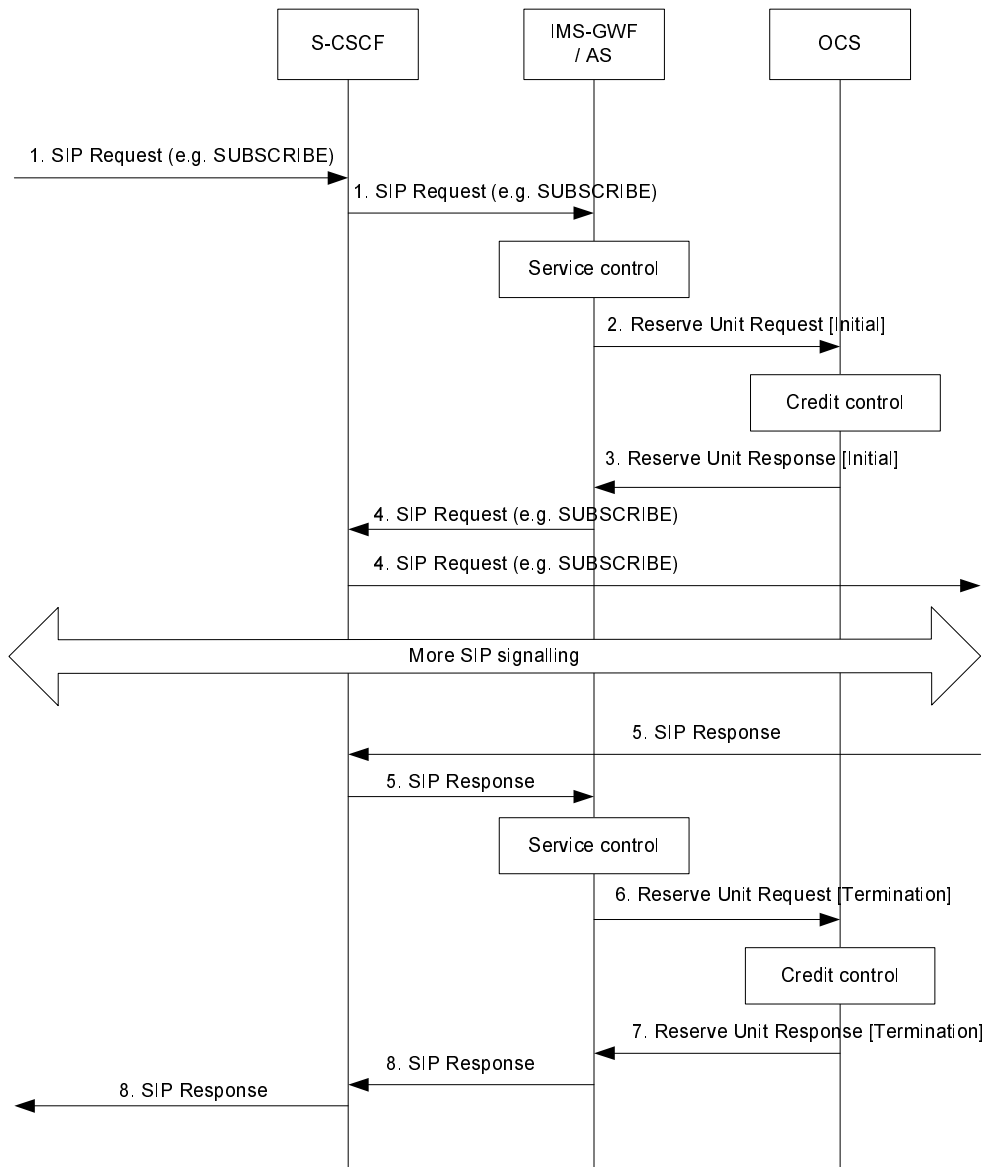 S-CSCF
IMS-GWF
/ AS
OCS
1. SIP Request (e.g. SUBSCRIBE)
1. SIP Request (e.g. SUBSCRIBE)
Service control
2. Reserve Unit Request [Initial]
Credit control
3. Reserve Unit Response [Initial]
4. SIP Request (e.g. SUBSCRIBE)
4. SIP Request (e.g. SUBSCRIBE)
More SIP signalling
5. SIP Response
5. SIP Response
Service control
6. Reserve Unit Request [Termination]
Credit control
7. Reserve Unit Response [Termination]
8. SIP Response
8. SIP Response